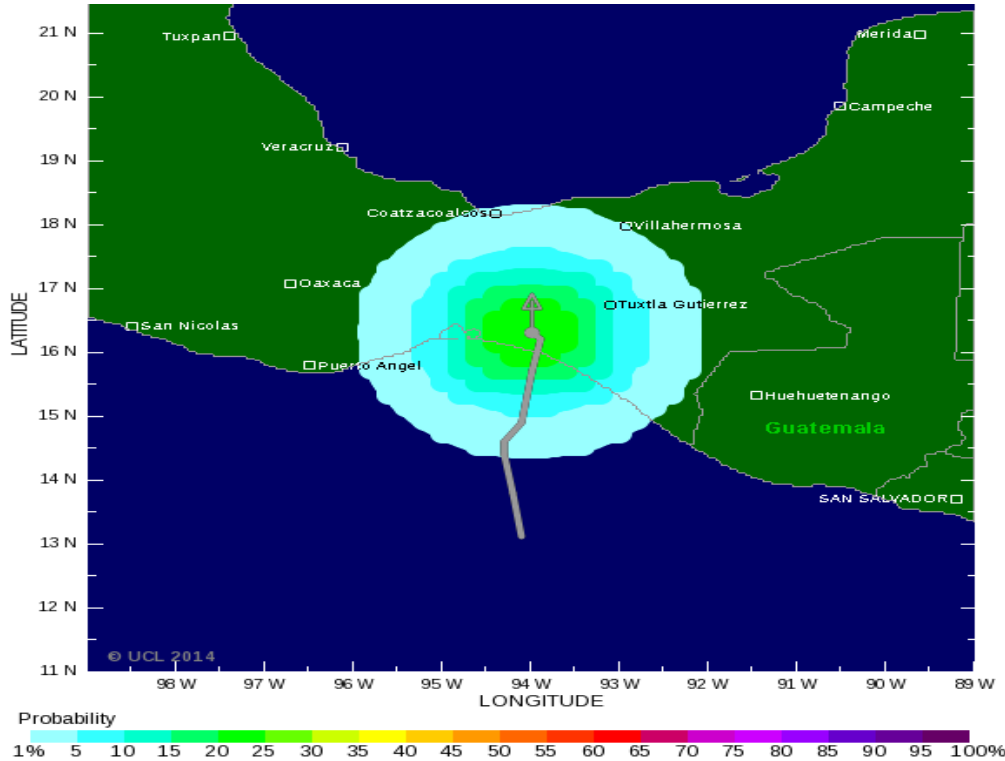 21 N
Tuxpan
Merida
20 N
Campeche
Veracruz
19 N
Coatzacoalcos
18 N
Villahermosa
17 N
Oaxaca
Tuxtla Gutierrez
San Nicolas
LATITUDE
16 N
Puerto Angel
15 N
Huehuetenango
Guatemala
14 N
SAN SALVADOR
13 N
12 N
© UCL 2014
11 N
98 W 97 W 96 W 95 W 94 W 93 W 92 W 91 W 90 W 89 W
LONGITUDE
Probability
1% 5 10 15 20 25 30 35 40 45 50 55 60 65 70 75 80 85 90 95 100%